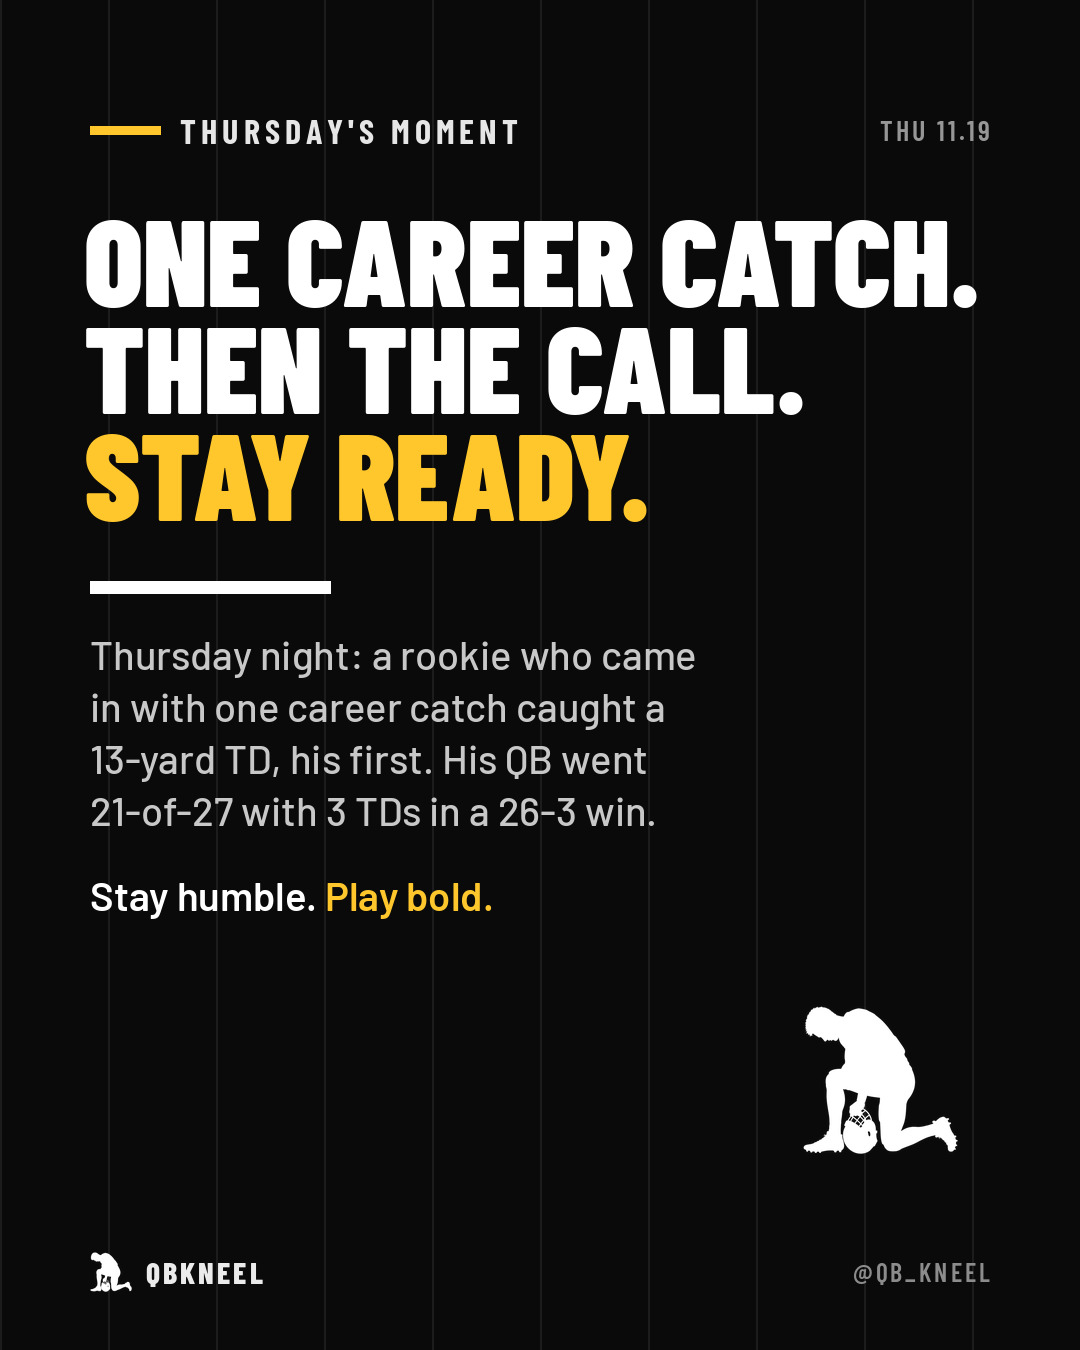 THURSDAY'S MOMENT
THU 11.19
ONE CAREER CATCH.
THEN THE CALL.
STAY READY.
Thursday night: a rookie who came
in with one career catch caught a
13-yard TD, his first. His QB went
21-of-27 with 3 TDs in a 26-3 win.
Stay humble. Play bold.
QBKNEEL
@QB_KNEEL